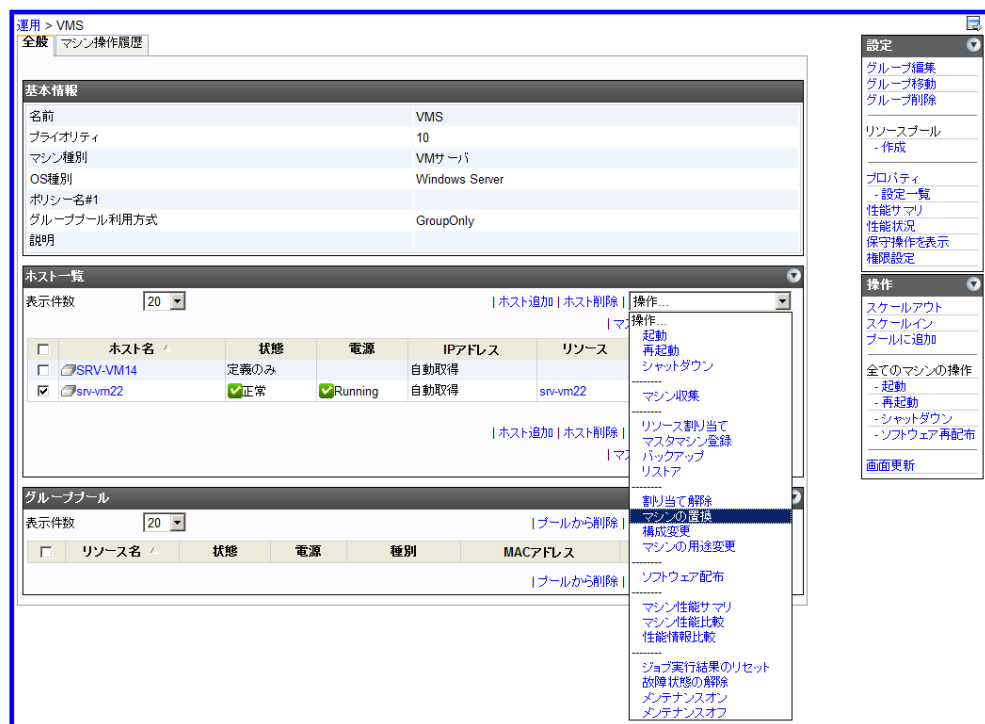 運用 > VMS
全般 マシン操作履歴
基本情報
名前 VMS
プライオリティ 10
マシン種別 VMサーバ
OS種別 Windows Server
ポリシー名#1
グループプール利用方式 GroupOnly
説明
ホスト一覧
表示件数 20 | ホスト追加 | ホスト削除 | 操作...
| マス
ホスト名 状態 電源 IPアドレス リソース
SRV-VM14 定義のみ 自動取得
srv-vm22 正常 Running 自動取得 srv-vm22
| ホスト追加 | ホスト削除 |
| マス
グループプール
表示件数 20 | プールから削除 |
リソース名 状態 電源 種別 MACアドレス
| プールから削除 |
操作...
起動
再起動
シャットダウン
--------
マシン収集
--------
リソース割り当て
マスタマシン登録
バックアップ
リストア
--------
割り当て解除
マシンの置換
構成変更
マシンの用途変更
--------
ソフトウェア配布
--------
マシン性能サマリ
マシン性能比較
性能情報比較
--------
ジョブ実行結果のリセット
故障状態の解除
メンテナンスオン
メンテナンスオフ
設定
グループ編集
グループ移動
グループ削除
リソースプール
- 作成
プロパティ
- 設定一覧
性能サマリ
性能状況
保守操作を表示
権限設定
操作
スケールアウト
スケールイン
プールに追加
全てのマシンの操作
- 起動
- 再起動
- シャットダウン
- ソフトウェア再配布
画面更新